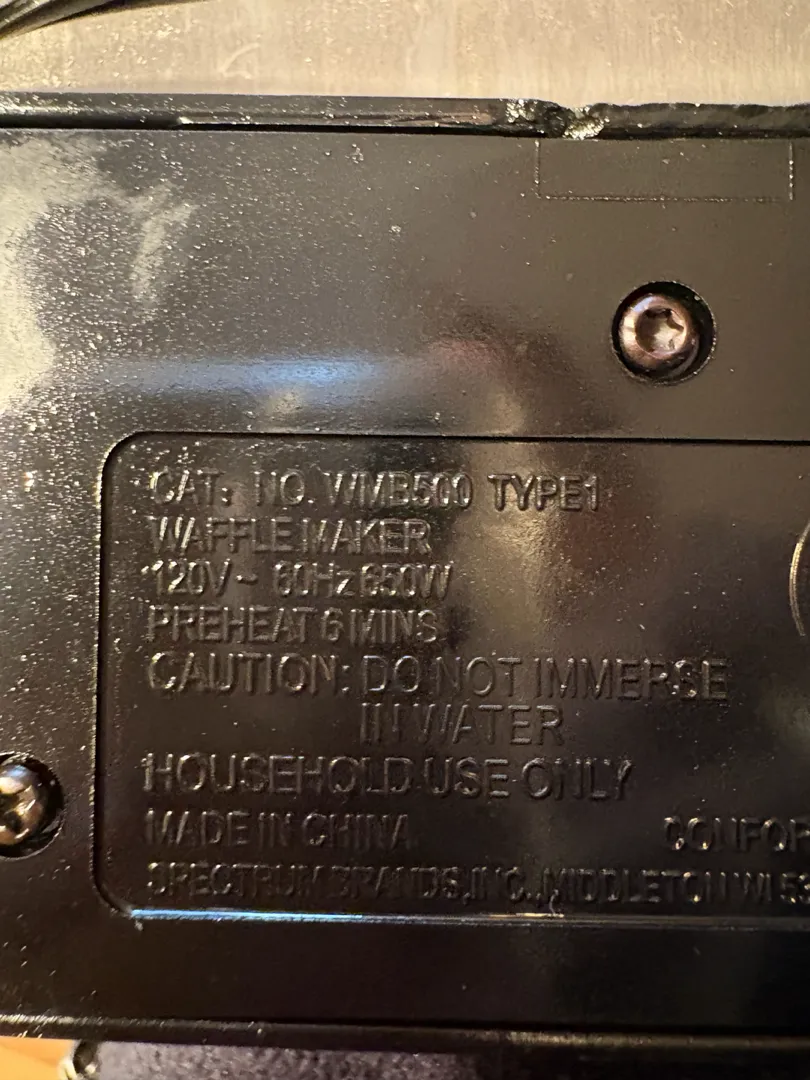 CAT. NO. WMB500 TYPE1
WAFFLE MAKER
120V~ 60Hz 650W
PREHEAT 6 MINS
CAUTION: DO NOT IMMERSE
IN WATER
HOUSEHOLD USE ONLY
MADE IN CHINA
SPECTRUM BRANDS, INC., MIDDLETON WI